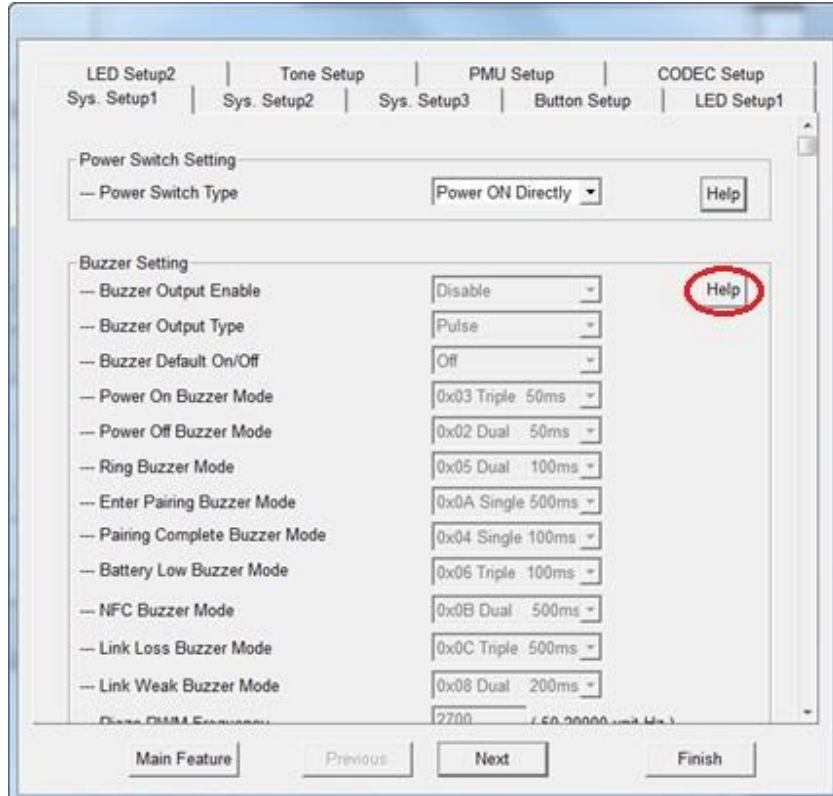 LED Setup2 Tone Setup PMU Setup CODEC Setup
Sys. Setup1 Sys. Setup2 Sys. Setup3 Button Setup LED Setup1
Power Switch Setting
--- Power Switch Type Power ON Directly Help
Buzzer Setting
--- Buzzer Output Enable Disable Help
--- Buzzer Output Type Pulse
--- Buzzer Default On/Off Off
--- Power On Buzzer Mode 0x03 Triple 50ms
--- Power Off Buzzer Mode 0x02 Dual 50ms
--- Ring Buzzer Mode 0x05 Dual 100ms
--- Enter Pairing Buzzer Mode 0x0A Single 500ms
--- Pairing Complete Buzzer Mode 0x04 Single 100ms
--- Battery Low Buzzer Mode 0x06 Triple 100ms
--- NFC Buzzer Mode 0x0B Dual 500ms
--- Link Loss Buzzer Mode 0x0C Triple 500ms
--- Link Weak Buzzer Mode 0x08 Dual 200ms
PWM Frequency 2700
Main Feature Previous Next Finish